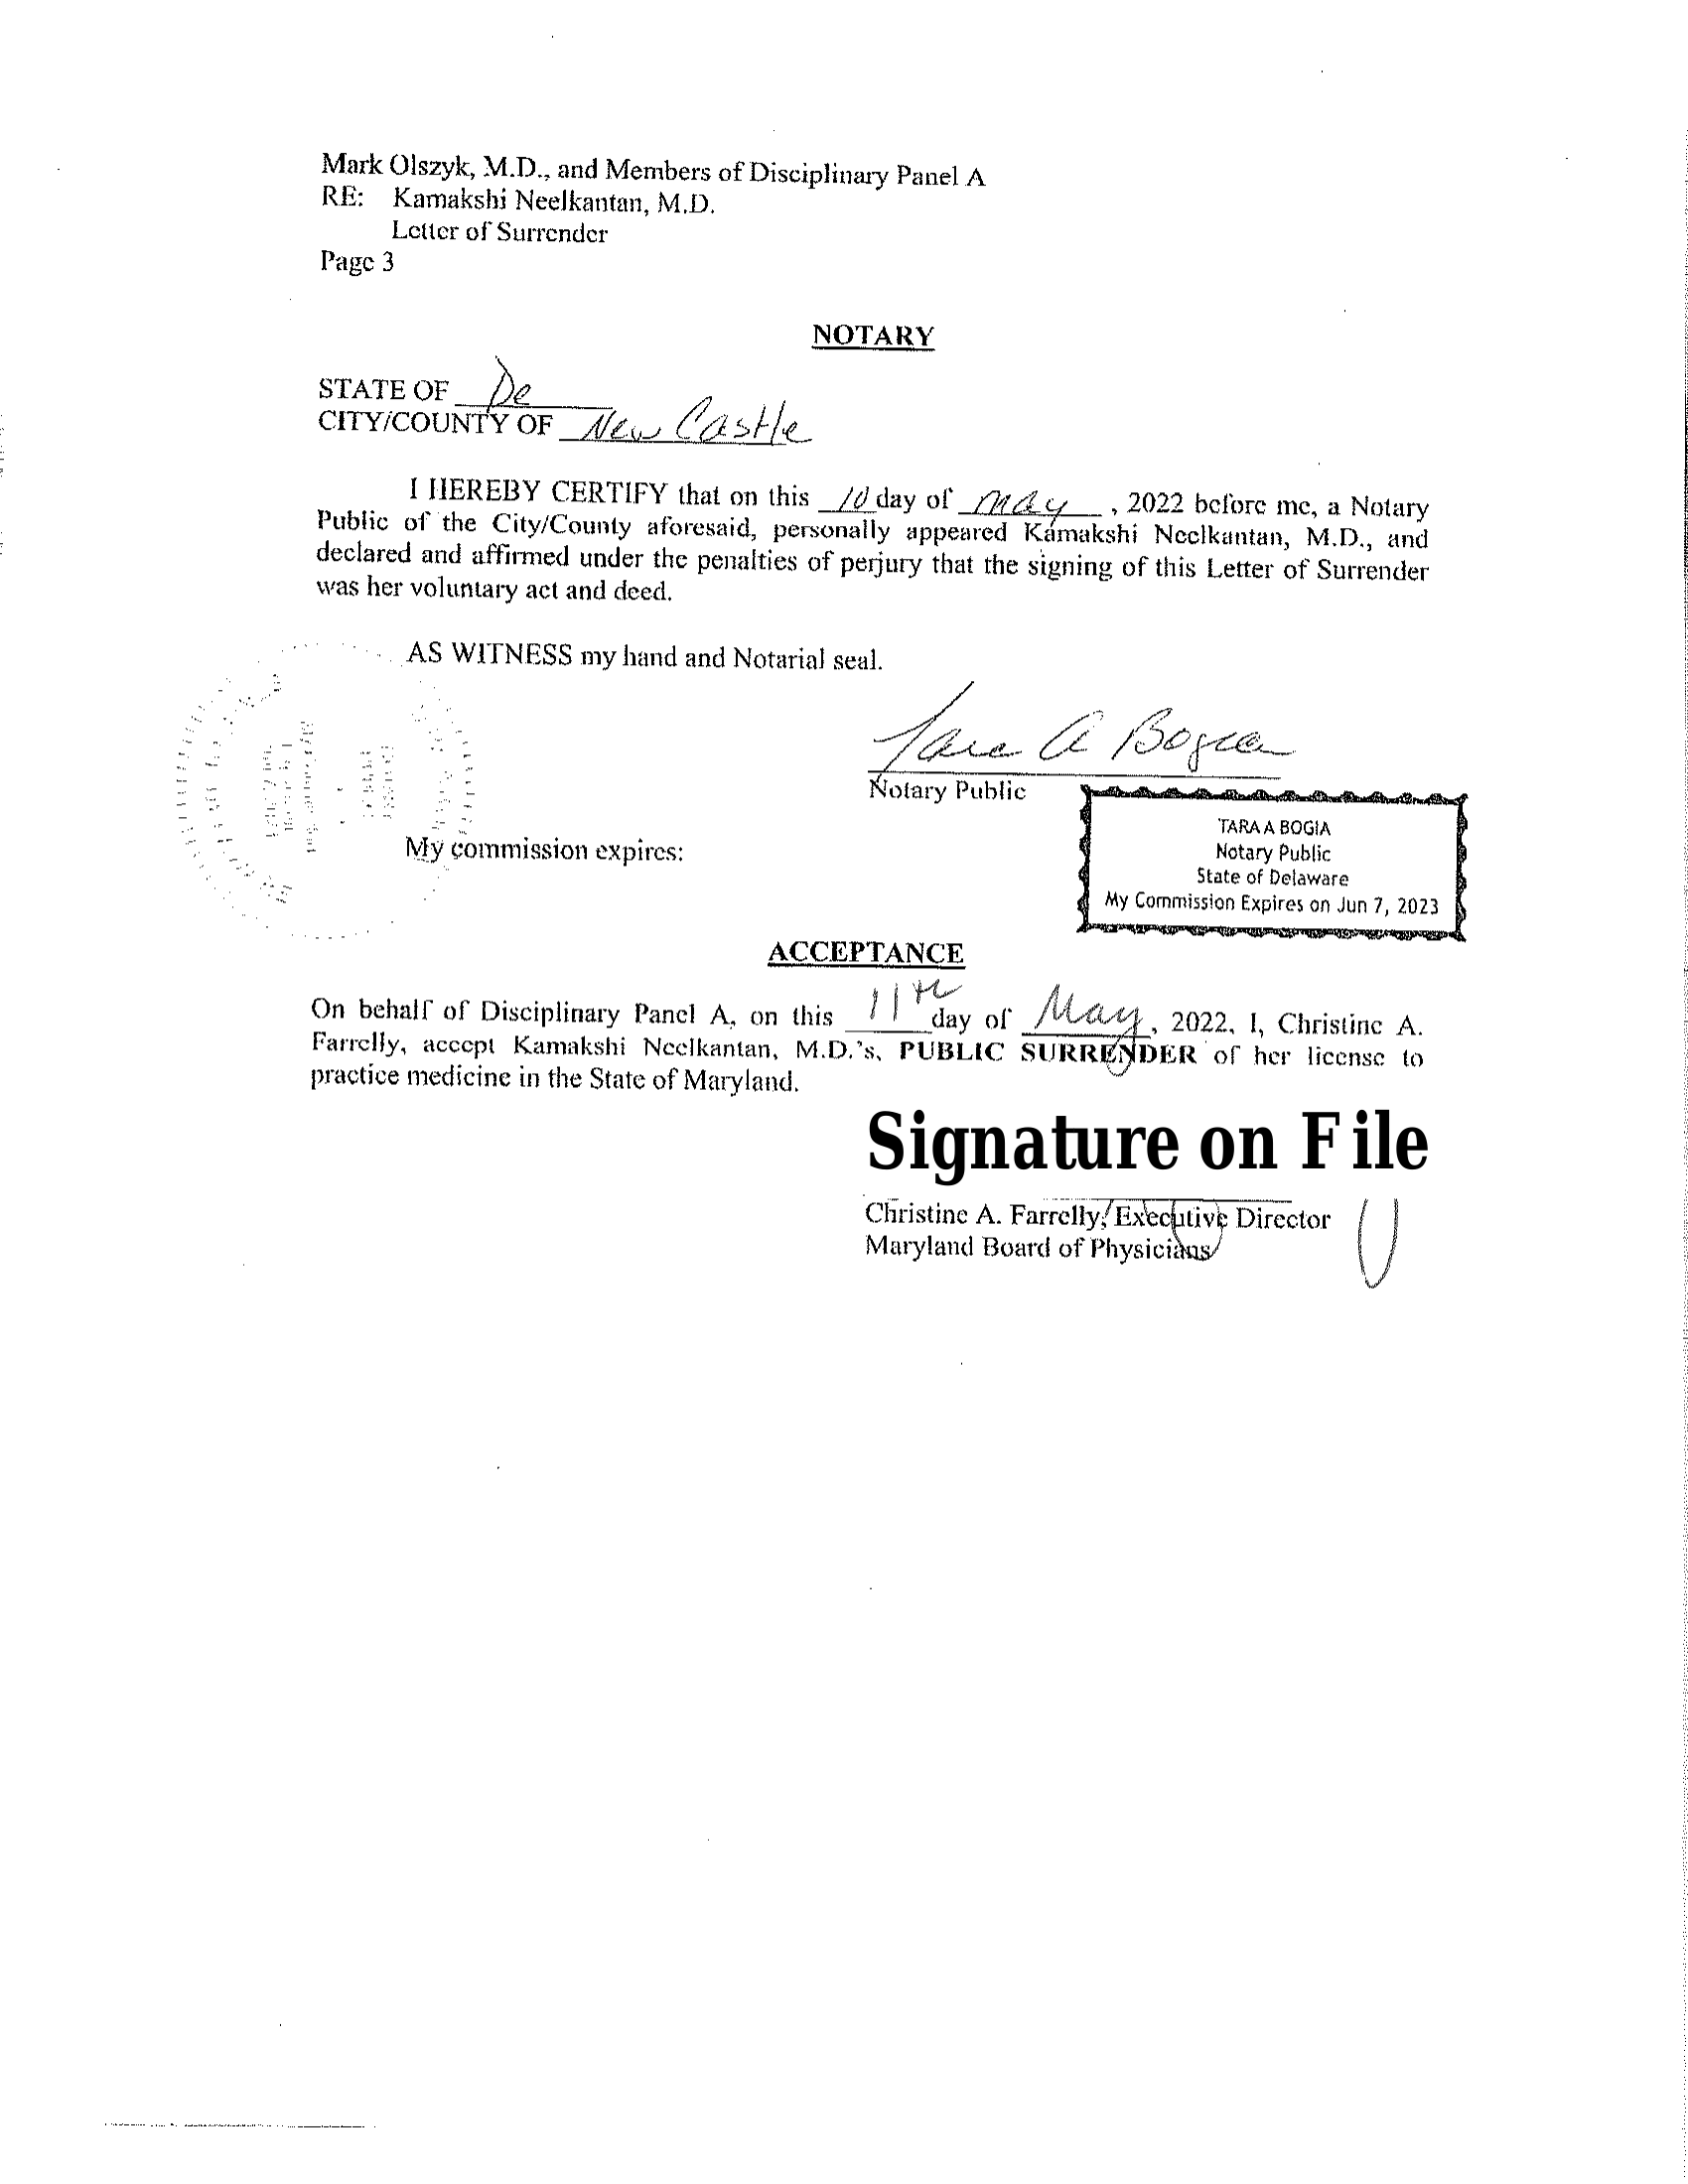 Mark Olszyk, M.D., and Members of Disciplinary Panel A
RE: Kamakshi Neelkantan, M.D.
Letter of Surrender
Page 3
NOTARY
STATE OF De
CITY/COUNTY OF New Castle
I HEREBY CERTIFY that on this 10 day of May, 2022 before me, a Notary
Public of the City/County aforesaid, personally appeared Kamakshi Neelkantan, M.D., and
declared and affirmed under the penalties of perjury that the signing of this Letter of Surrender
was her voluntary act and deed.
AS WITNESS my hand and Notarial seal.
Tara A Bogia
Notary Public
TARA A BOGIA
Notary Public
State of Delaware
My Commission Expires on Jun 7, 2023
My commission expires:
ACCEPTANCE
On behalf of Disciplinary Panel A, on this 11th day of May, 2022, I, Christine A.
Farrelly, accept Kamakshi Neelkantan, M.D.'s, PUBLIC SURRENDER of her license to
practice medicine in the State of Maryland.
Signature on File
Christine A. Farrelly, Executive Director
Maryland Board of Physicians